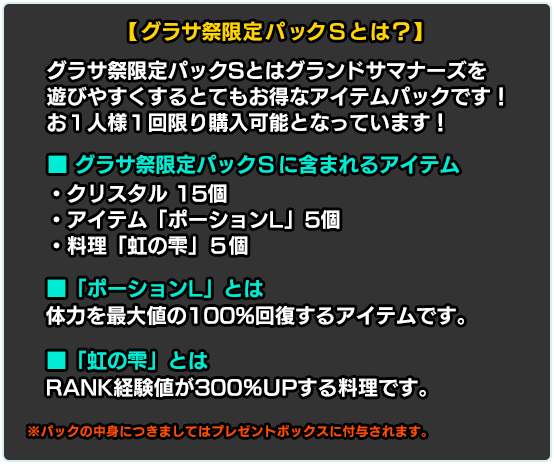 【グラサ祭限定パックSとは?】
グラサ祭限定パックSとはグランドサマナーズを
遊びやすくするとてもお得なアイテムパックです!
お1人様1回限り購入可能となっています!
■ グラサ祭限定パックSに含まれるアイテム
・クリスタル 15個
・アイテム「ポーションL」5個
・料理「虹の雫」5個
■「ポーションL」とは
体力を最大値の100%回復するアイテムです。
■「虹の雫」とは
RANK経験値が300%UPする料理です。
※パックの中身につきましてはプレゼントボックスに付与されます。